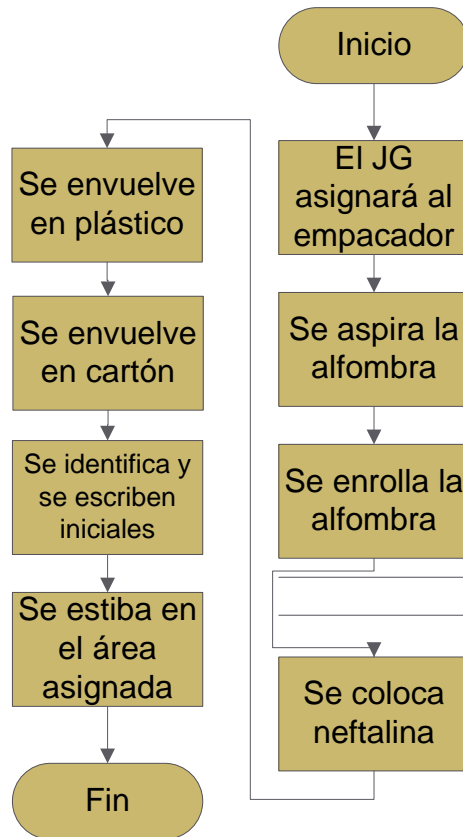 Inicio
El JG
asignará al
empacador
Se aspira la
alfombra
Se enrolla la
alfombra
Se coloca
neftalina
Se envuelve
en plástico
Se envuelve
en cartón
Se identifica y
se escriben
iniciales
Se estiba en
el área
asignada
Fin